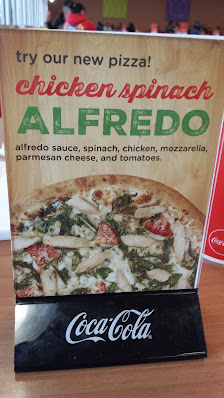 try our new pizza!
chicken spinach
ALFREDO
alfredo sauce, spinach, chicken, mozzarella,
parmesan cheese, and tomatoes.
Coca-Cola